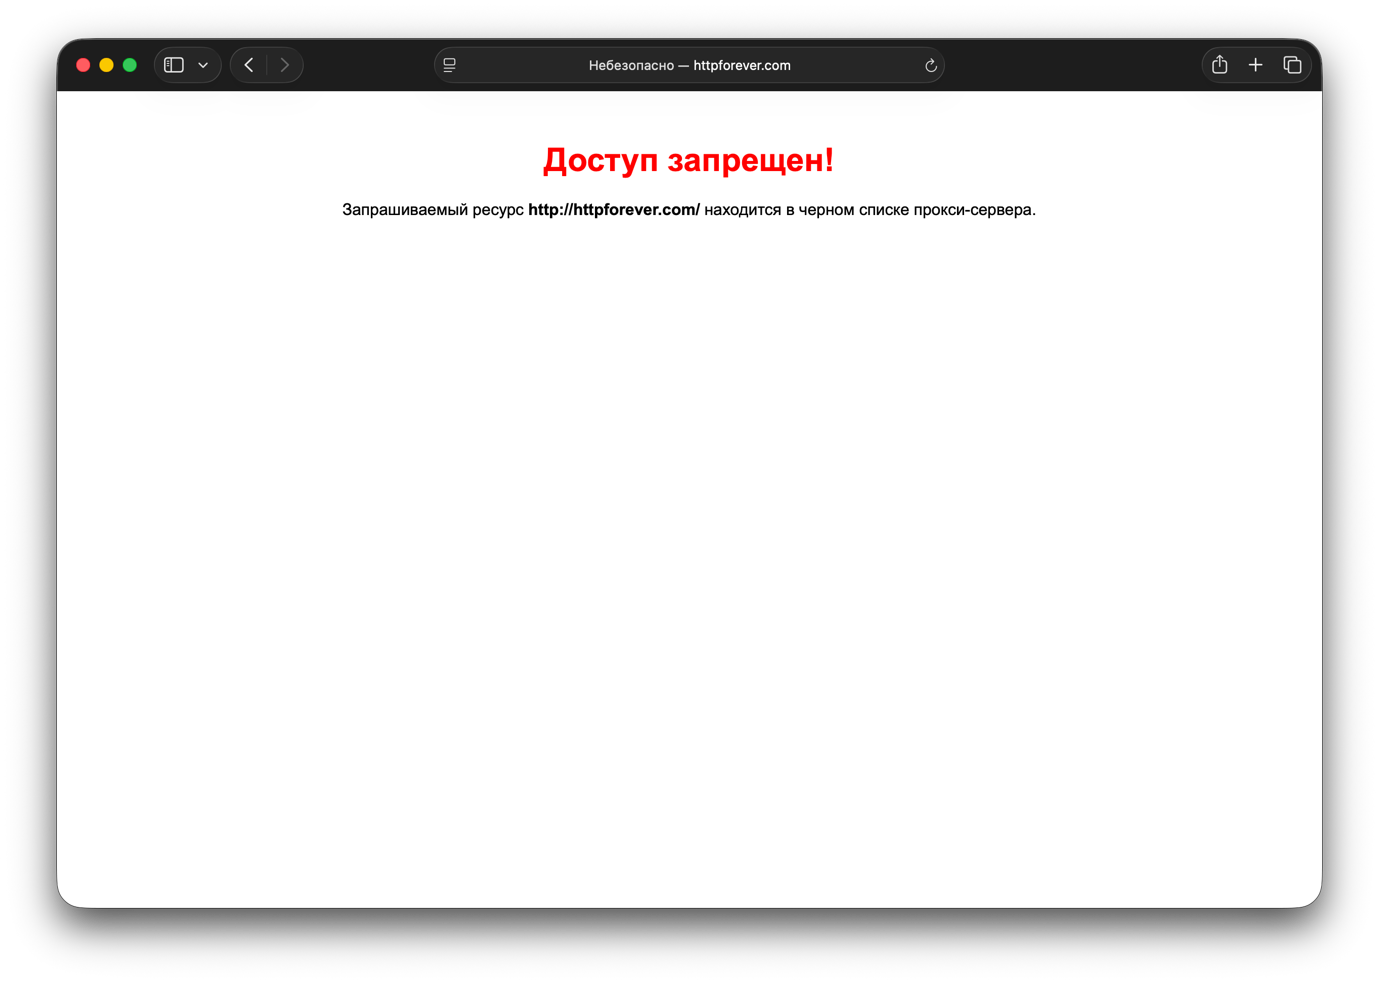 Небезопасно — httpforever.com
Доступ запрещен!
Запрашиваемый ресурс http://httpforever.com/ находится в черном списке прокси-сервера.